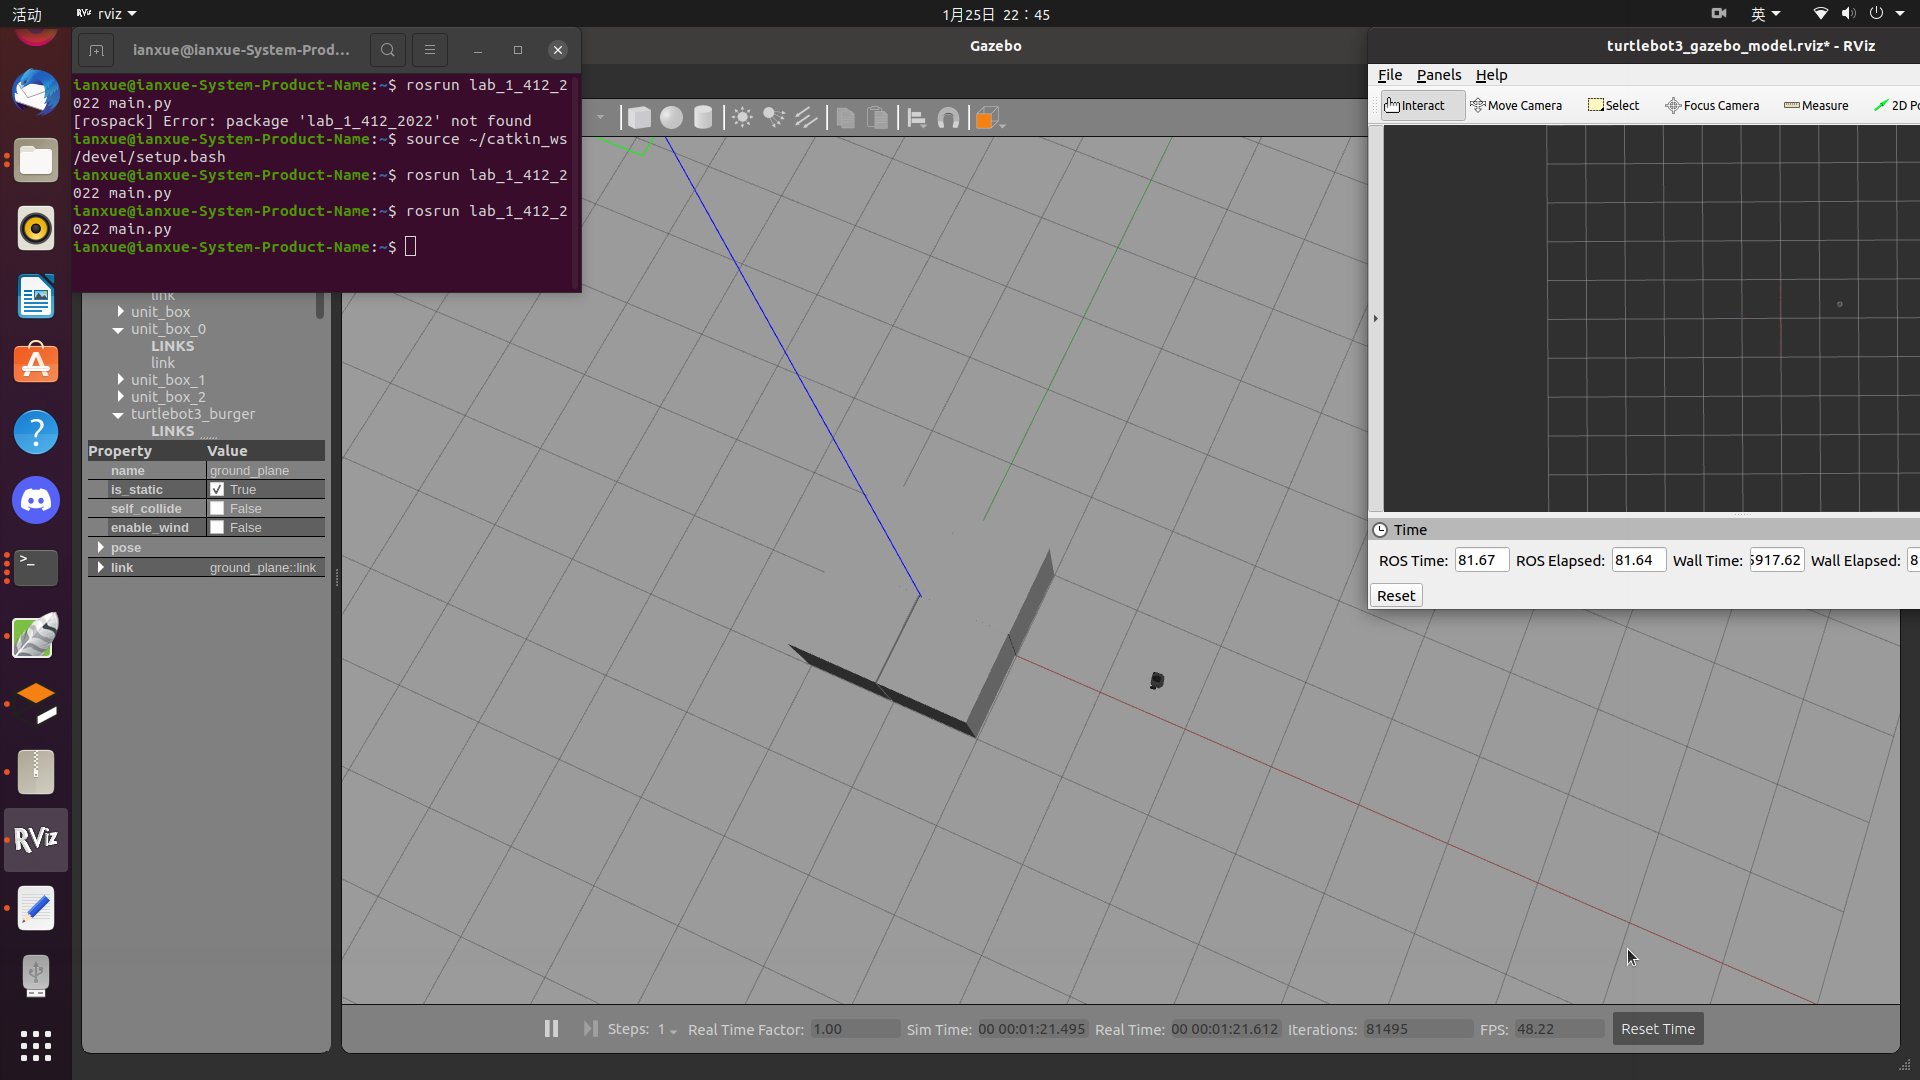 活动
rviz
1月25日 22：45
英
ianxue@ianxue-System-Prod...
ianxue@ianxue-System-Product-Name:~$ rosrun lab_1_412_2
022 main.py
[rospack] Error: package 'lab_1_412_2022' not found
ianxue@ianxue-System-Product-Name:~$ source ~/catkin_ws
/devel/setup.bash
ianxue@ianxue-System-Product-Name:~$ rosrun lab_1_412_2
022 main.py
ianxue@ianxue-System-Product-Name:~$ rosrun lab_1_412_2
022 main.py
ianxue@ianxue-System-Product-Name:~$
Gazebo
turtlebot3_gazebo_model.rviz* - RViz
File Panels Help
Interact Move Camera Select Focus Camera Measure 2D
link
unit_box
unit_box_0
LINKS
link
unit_box_1
unit_box_2
turtlebot3_burger
LINKS
Property Value
name ground_plane
is_static True
self_collide False
enable_wind False
pose
link ground_plane::link
Time
ROS Time: 81.67 ROS Elapsed: 81.64 Wall Time: 5917.62 Wall Elapsed:
Reset
RViz
Steps: 1 Real Time Factor: 1.00 Sim Time: 00 00:01:21.495 Real Time: 00 00:01:21.612 Iterations: 81495 FPS: 48.22 Reset Time